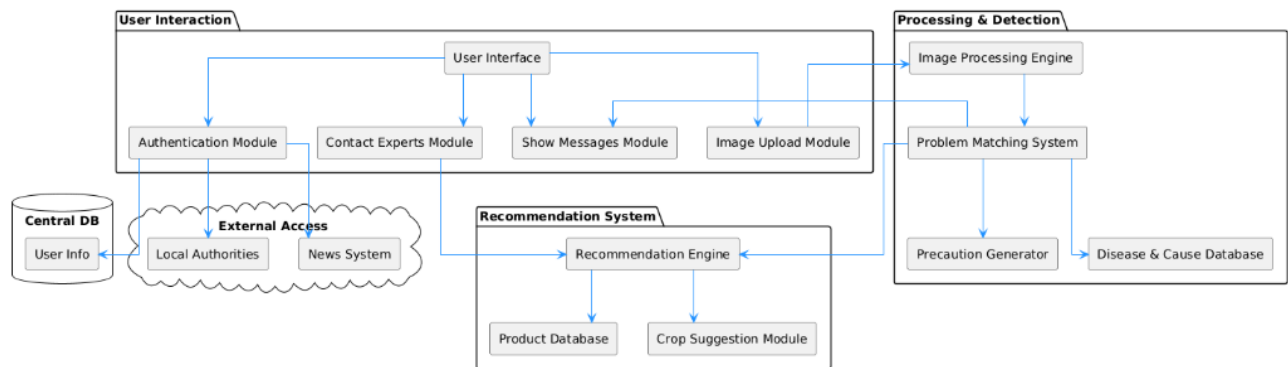 User Interaction
User Interface
Authentication Module
Contact Experts Module
Show Messages Module
Image Upload Module
Processing & Detection
Image Processing Engine
Problem Matching System
Precaution Generator
Disease & Cause Database
Central DB
User Info
External Access
Local Authorities
News System
Recommendation System
Recommendation Engine
Product Database
Crop Suggestion Module